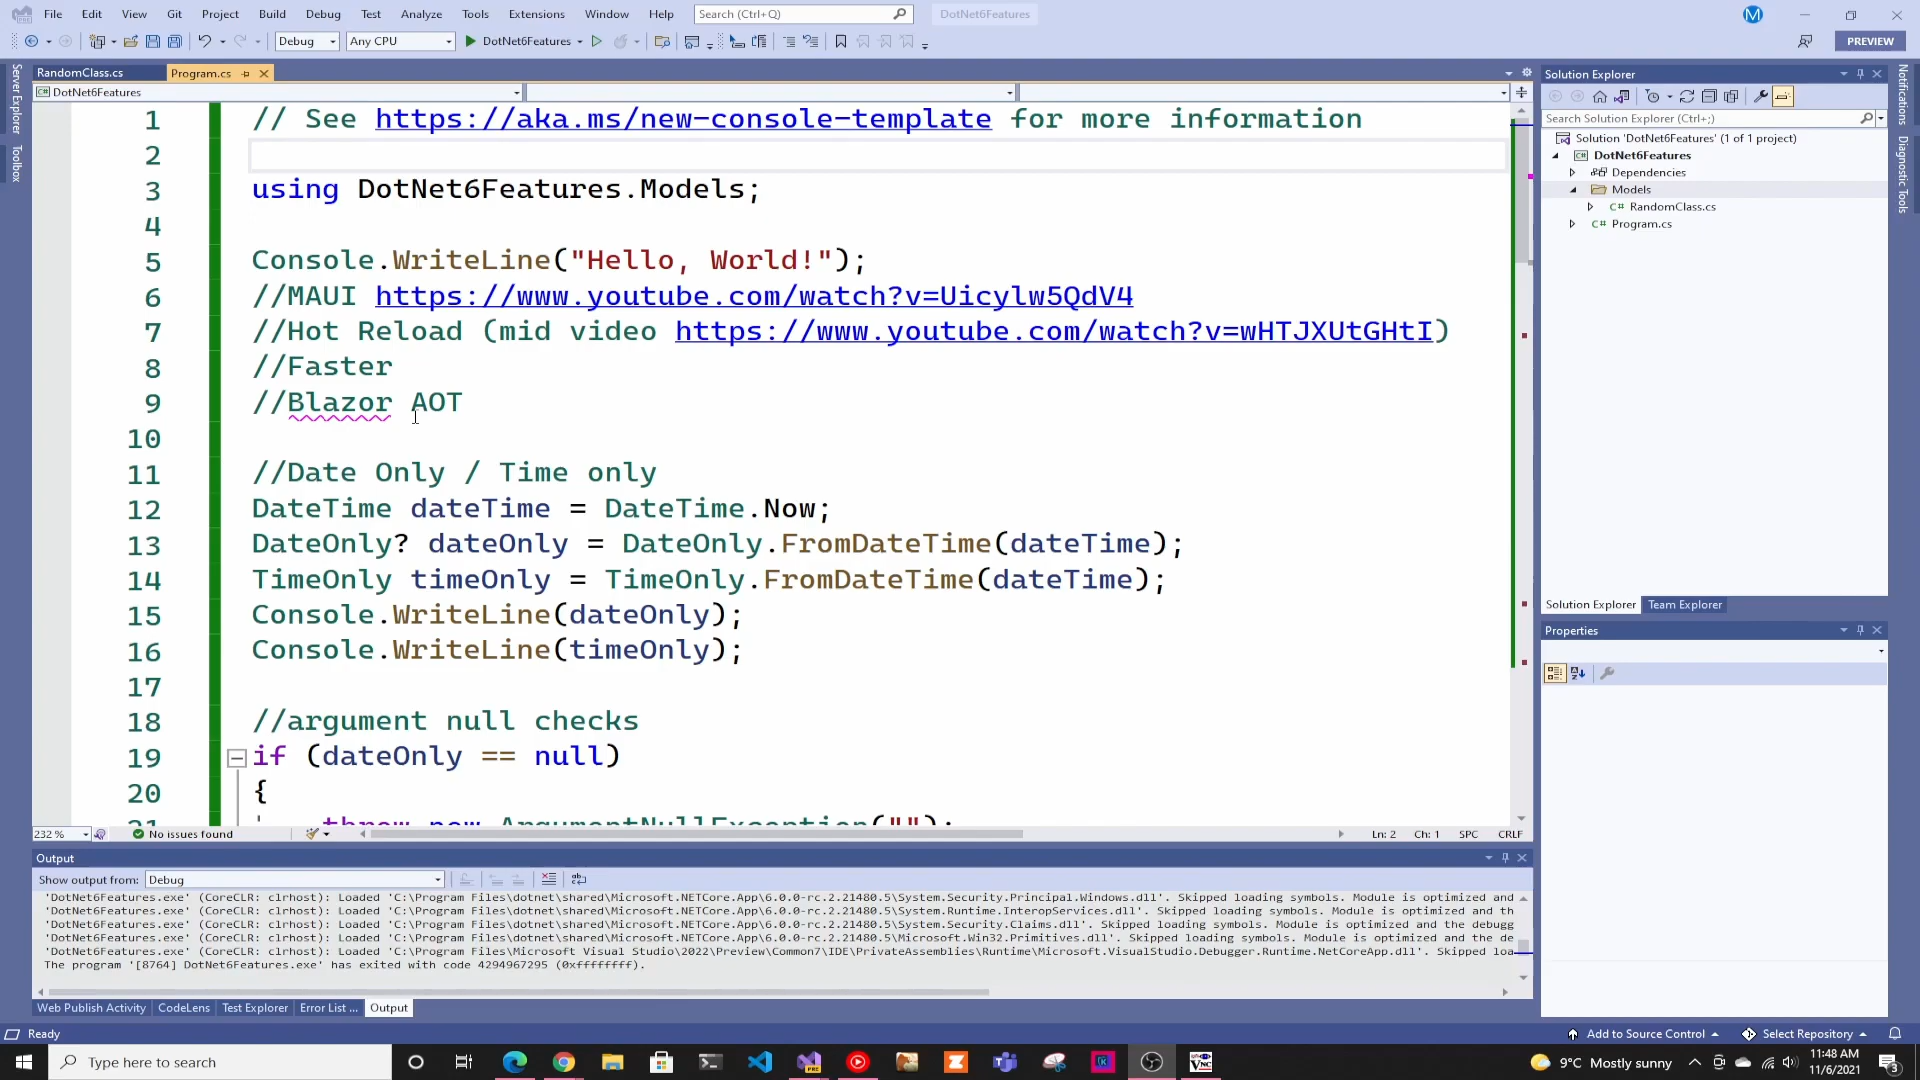 File Edit View Git Project Build Debug Test Analyze Tools Extensions Window Help Search (Ctrl+Q) DotNet6Features
M
Debug Any CPU DotNet6Features PREVIEW
RandomClass.cs Program.cs
DotNet6Features
Server Explorer
Toolbox
1 // See https://aka.ms/new-console-template for more information
2
3 using DotNet6Features.Models;
4
5 Console.WriteLine("Hello, World!");
6 //MAUI https://www.youtube.com/watch?v=Uicylw5QdV4
7 //Hot Reload (mid video https://www.youtube.com/watch?v=wHTJXUtGHtI)
8 //Faster
9 //Blazor AOT
10
11 //Date Only / Time only
12 DateTime dateTime = DateTime.Now;
13 DateOnly? dateOnly = DateOnly.FromDateTime(dateTime);
14 TimeOnly timeOnly = TimeOnly.FromDateTime(dateTime);
15 Console.WriteLine(dateOnly);
16 Console.WriteLine(timeOnly);
17
18 //argument null checks
19 if (dateOnly == null)
20 {
21 throw new ArgumentNullException("");
232 % No issues found Ln: 2 Ch: 1 SPC CRLF
Output
Show output from: Debug
'DotNet6Features.exe' (CoreCLR: clrhost): Loaded 'C:\Program Files\dotnet\shared\Microsoft.NETCore.App\6.0.0-rc.2.21480.5\System.Security.Principal.Windows.dll'. Skipped loading symbols. Module is optimized and
'DotNet6Features.exe' (CoreCLR: clrhost): Loaded 'C:\Program Files\dotnet\shared\Microsoft.NETCore.App\6.0.0-rc.2.21480.5\System.Runtime.InteropServices.dll'. Skipped loading symbols. Module is optimized and th
'DotNet6Features.exe' (CoreCLR: clrhost): Loaded 'C:\Program Files\dotnet\shared\Microsoft.NETCore.App\6.0.0-rc.2.21480.5\System.Security.Claims.dll'. Skipped loading symbols. Module is optimized and the debugg
'DotNet6Features.exe' (CoreCLR: clrhost): Loaded 'C:\Program Files\dotnet\shared\Microsoft.NETCore.App\6.0.0-rc.2.21480.5\Microsoft.Win32.Primitives.dll'. Skipped loading symbols. Module is optimized and the de
'DotNet6Features.exe' (CoreCLR: clrhost): Loaded 'C:\Program Files\Microsoft Visual Studio\2022\Preview\Common7\IDE\PrivateAssemblies\Runtime\Microsoft.VisualStudio.Debugger.Runtime.NetCoreApp.dll'. Skipped loa
The program '[8764] DotNet6Features.exe' has exited with code 4294967295 (0xffffffff).
Web Publish Activity CodeLens Test Explorer Error List ... Output
Solution Explorer
Search Solution Explorer (Ctrl+;)
Solution 'DotNet6Features' (1 of 1 project)
DotNet6Features
Dependencies
Models
C# RandomClass.cs
C# Program.cs
Solution Explorer Team Explorer
Properties
Notifications
Diagnostic Tools
Ready Add to Source Control Select Repository
Type here to search 9°C Mostly sunny 11:48 AM
11/6/2021
3